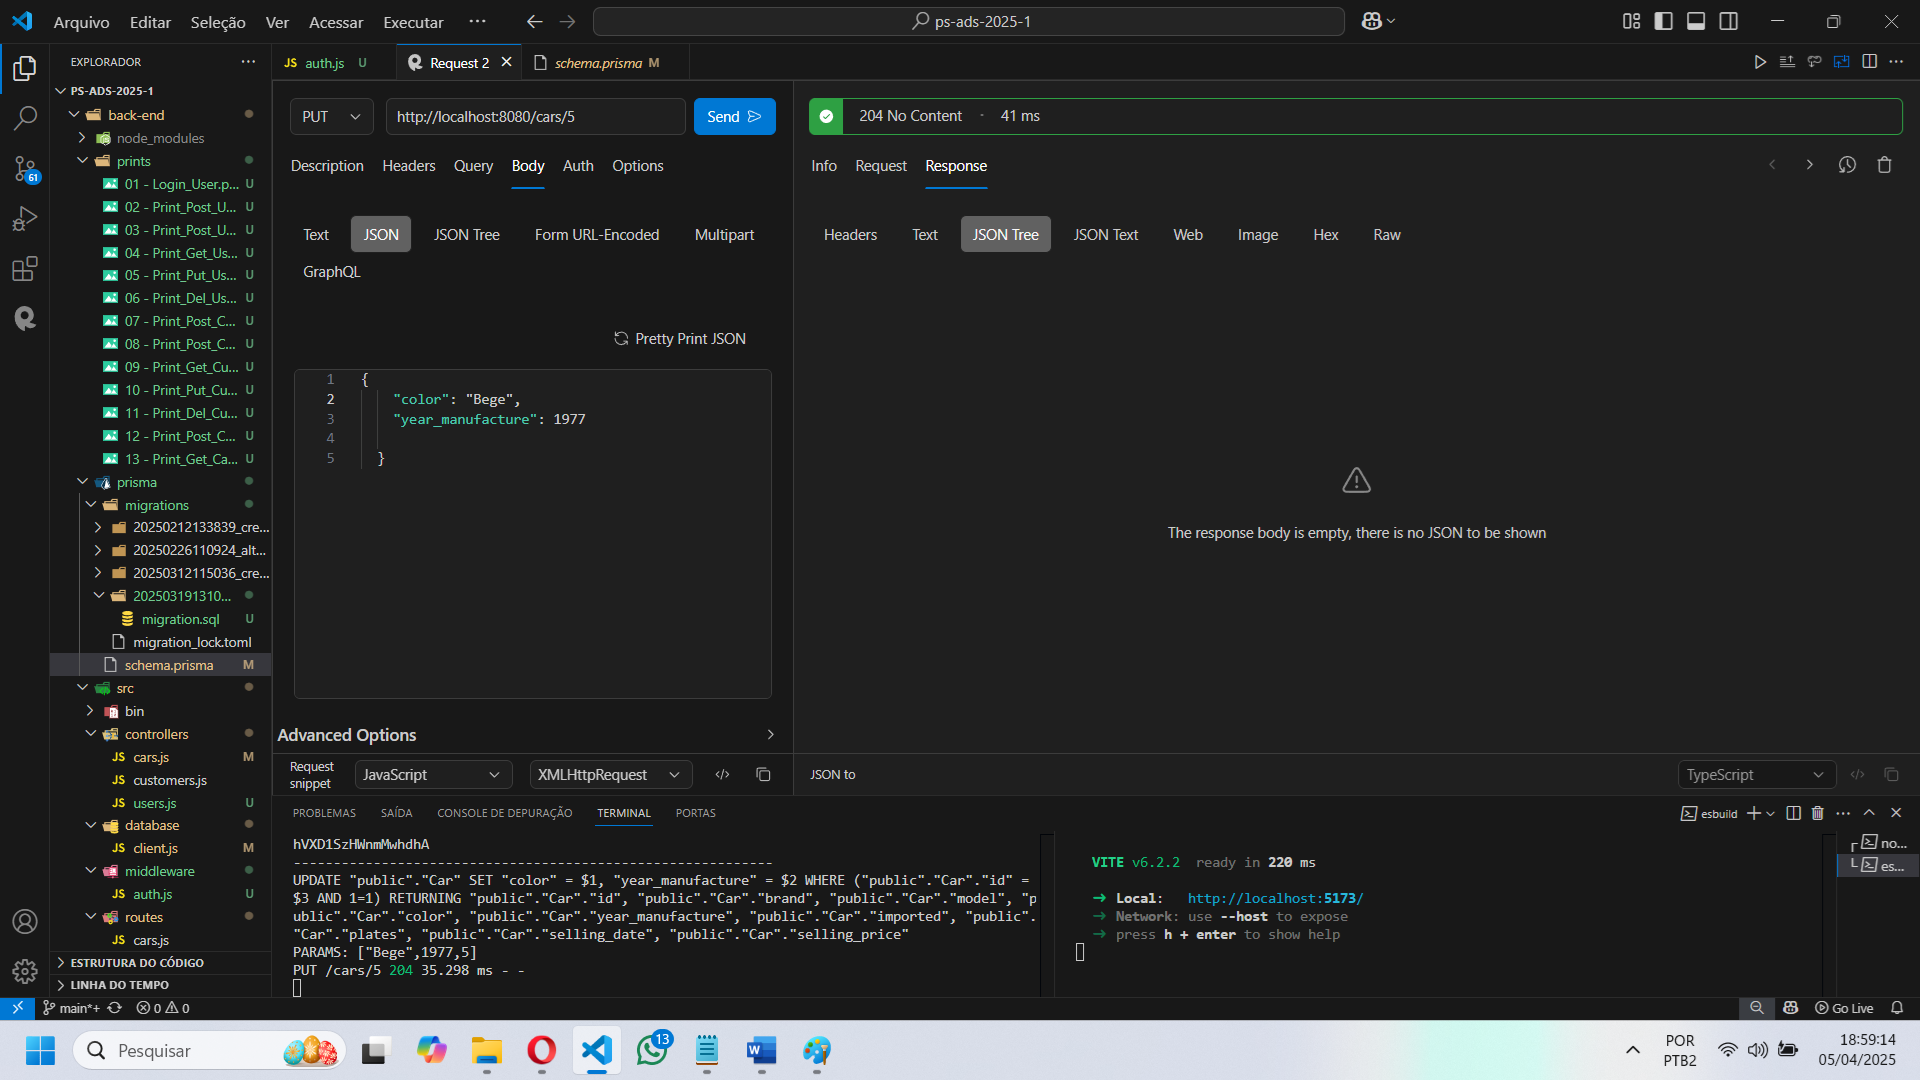 Arquivo Editar Seleção Ver Acessar Executar ··· ps-ads-2025-1
EXPLORADOR ···
PS-ADS-2025-1
back-end
node_modules
prints
01 - Login_User.p... U
02 - Print_Post_U... U
03 - Print_Post_U... U
04 - Print_Get_Us... U
05 - Print_Put_Us... U
06 - Print_Del_Us... U
07 - Print_Post_C... U
08 - Print_Post_C... U
09 - Print_Get_Cu... U
10 - Print_Put_Cu... U
11 - Print_Del_Cu... U
12 - Print_Post_C... U
13 - Print_Get_Ca... U
prisma
migrations
20250212133839_cre...
20250226110924_alt...
20250312115036_cre...
202503191310...
migration.sql U
migration_lock.toml
schema.prisma M
src
bin
controllers
JS cars.js M
JS customers.js
JS users.js U
database
JS client.js M
middleware
JS auth.js U
routes
JS cars.js
ESTRUTURA DO CÓDIGO
LINHA DO TEMPO
61
JS auth.js U Request 2 schema.prisma M
PUT http://localhost:8080/cars/5 Send
Description Headers Query Body Auth Options
Text JSON JSON Tree Form URL-Encoded Multipart
GraphQL
Pretty Print JSON
1 {
2 "color": "Bege",
3 "year_manufacture": 1977
4
5 }
Advanced Options
Request snippet JavaScript XMLHttpRequest
204 No Content · 41 ms
Info Request Response
Headers Text JSON Tree JSON Text Web Image Hex Raw
The response body is empty, there is no JSON to be shown
JSON to TypeScript
PROBLEMAS SAÍDA CONSOLE DE DEPURAÇÃO TERMINAL PORTAS esbuild
hVXD1SzHWnmMwhdhA
------------------------------------------------------------
UPDATE "public"."Car" SET "color" = $1, "year_manufacture" = $2 WHERE ("public"."Car"."id" =
$3 AND 1=1) RETURNING "public"."Car"."id", "public"."Car"."brand", "public"."Car"."model", "p
ublic"."Car"."color", "public"."Car"."year_manufacture", "public"."Car"."imported", "public".
"Car"."plates", "public"."Car"."selling_date", "public"."Car"."selling_price"
PARAMS: ["Bege",1977,5]
PUT /cars/5 204 35.298 ms - -
VITE v6.2.2 ready in 220 ms
➜ Local: http://localhost:5173/
➜ Network: use --host to expose
➜ press h + enter to show help
no...
es...
main*+ 0 0 Go Live
Pesquisar 13 POR 18:59:14
PTB2 05/04/2025